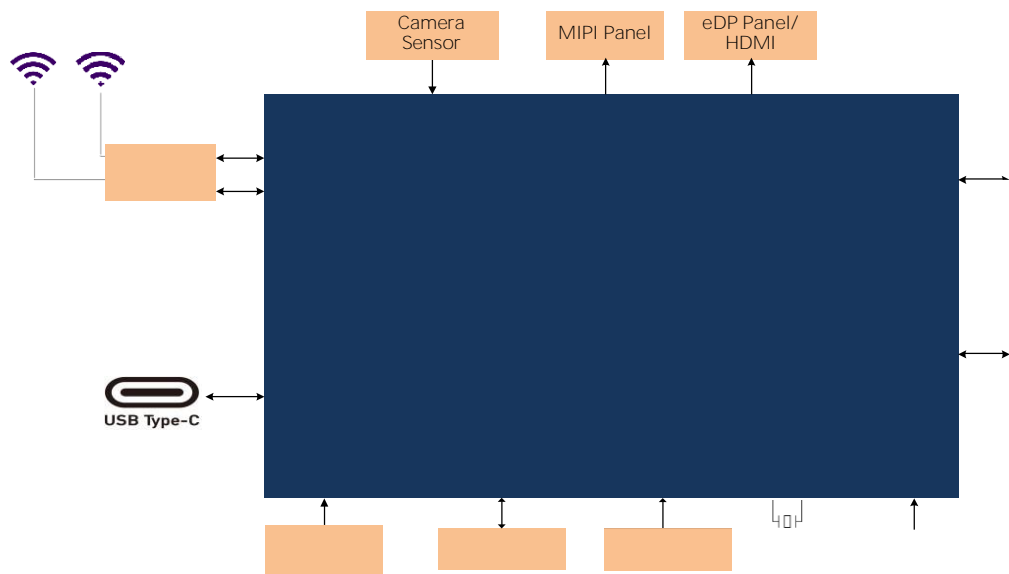 Camera
Sensor
MIPI Panel
eDP Panel/
HDMI
USB Type-C